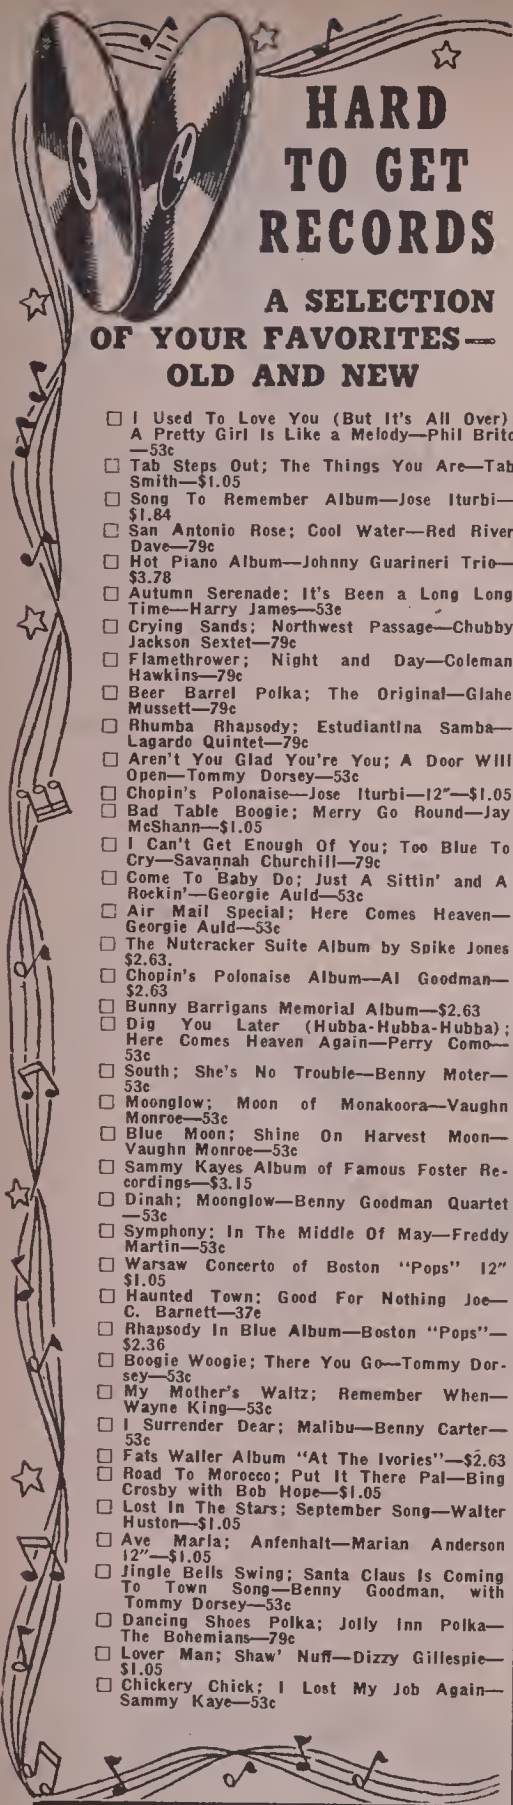 HARD
TO GET
RECORDS
A SELECTION
OF YOUR FAVORITES—
OLD AND NEW
I Used To Love You (But It's All Over)
A Pretty Girl Is Like a Melody—Phil Brito
—53c
Tab Steps Out; The Things You Are—Tab
Smith—$1.05
Song To Remember Album—Jose Iturbi—
$1.84
San Antonio Rose; Cool Water—Red River
Dave—79c
Hot Piano Album—Johnny Guarineri Trio—
$3.78
Autumn Serenade; It's Been a Long Long
Time—Harry James—53c
Crying Sands; Northwest Passage—Chubby
Jackson Sextet—79c
Flamethrower; Night and Day—Coleman
Hawkins—79c
Beer Barrel Polka; The Original—Glahe
Mussett—79c
Rhumba Rhapsody; Estudiantina Samba—
Lagardo Quintet—79c
Aren't You Glad You're You; A Door Will
Open—Tommy Dorsey—53c
Chopin's Polonaise—Jose Iturbi—12"—$1.05
Bad Table Boogie; Merry Go Round—Jay
McShann—$1.05
I Can't Get Enough Of You; Too Blue To
Cry—Savannah Churchill—79c
Come To Baby Do; Just A Sittin' and A
Rockin'—Georgie Auld—53c
Air Mail Special; Here Comes Heaven—
Georgie Auld—53c
The Nutcracker Suite Album by Spike Jones
$2.63.
Chopin's Polonaise Album—Al Goodman—
$2.63
Bunny Barrigans Memorial Album—$2.63
Dig You Later (Hubba-Hubba-Hubba);
Here Comes Heaven Again—Perry Como—
53c
South; She's No Trouble—Benny Moter—
53c
Moonglow; Moon of Monakoora—Vaughn
Monroe—53c
Blue Moon; Shine On Harvest Moon—
Vaughn Monroe—53c
Sammy Kayes Album of Famous Foster Re-
cordings—$3.15
Dinah; Moonglow—Benny Goodman Quartet
—53c
Symphony; In The Middle Of May—Freddy
Martin—53c
Warsaw Concerto of Boston "Pops" 12"
$1.05
Haunted Town; Good For Nothing Joe—
C. Barnett—37c
Rhapsody In Blue Album—Boston "Pops"—
$2.36
Boogie Woogie; There You Go—Tommy Dor-
sey—53c
My Mother's Waltz; Remember When—
Wayne King—53c
I Surrender Dear; Malibu—Benny Carter—
53c
Fats Waller Album "At The Ivories"—$2.63
Road To Morocco; Put It There Pal—Bing
Crosby with Bob Hope—$1.05
Lost In The Stars; September Song—Walter
Huston—$1.05
Ave Maria; Anfenhalt—Marian Anderson
12"—$1.05
Jingle Bells Swing; Santa Claus Is Coming
To Town Song—Benny Goodman, with
Tommy Dorsey—53c
Dancing Shoes Polka; Jolly Inn Polka—
The Bohemians—79c
Lover Man; Shaw' Nuff—Dizzy Gillespie—
$1.05
Chickery Chick; I Lost My Job Again—
Sammy Kaye—53c